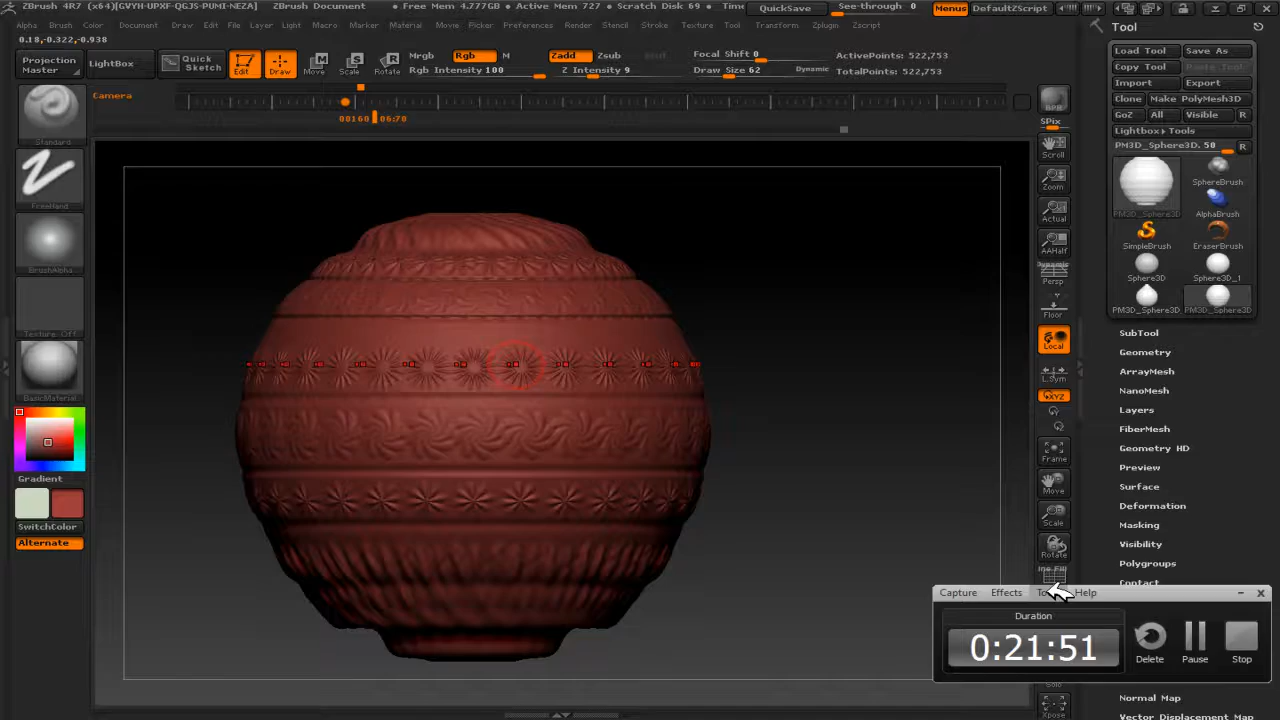 ZBrush 4R7 (x64)[GVYH-UPXF-QGJS-PUMI-NEZA] ZBrush Document • Free Mem 4.777GB • Active Mem 727 • Scratch Disk 69 • QuickSave See-through 0 Menus DefaultZScript
Alpha Brush Color Document Draw Edit File Layer Light Macro Marker Material Movie Picker Preferences Render Stencil Stroke Texture Tool Transform Zplugin Zscript
0.18,-0.322,-0.938
Projection
Master
LightBox
Quick
Sketch
Edit
Draw
Move
Scale
Rotate
Mrgb Rgb M
Rgb Intensity 100
Zadd Zsub
Z Intensity 9
Focal Shift 0
Draw Size 62 Dynamic
ActivePoints: 522,753
TotalPoints: 522,753
Camera
00160 06:70
Standard
FreeHand
BrushAlpha
Texture Off
BasicMaterial
Gradient
SwitchColor
Alternate
BPR
SPix
Scroll
Zoom
Actual
AAHalf
Dynamic
Persp
Floor
Local
L.Sym
XYZ
Frame
Move
Scale
Rotate
Solo
Xpose
Tool
Load Tool Save As
Copy Tool Paste Tool
Import Export
Clone Make PolyMesh3D
GoZ All Visible R
Lightbox▸Tools
PM3D_Sphere3D. 50 R
PM3D_Sphere3D
SphereBrush
AlphaBrush
SimpleBrush
EraserBrush
Sphere3D
Sphere3D_1
PM3D_Sphere3D PM3D_Sphere3D
SubTool
Geometry
ArrayMesh
NanoMesh
Layers
FiberMesh
Geometry HD
Preview
Surface
Deformation
Masking
Visibility
Polygroups
Contact
Capture Effects Help
Duration
0:21:51
Delete Pause Stop
Normal Map
Vector Displacement Map